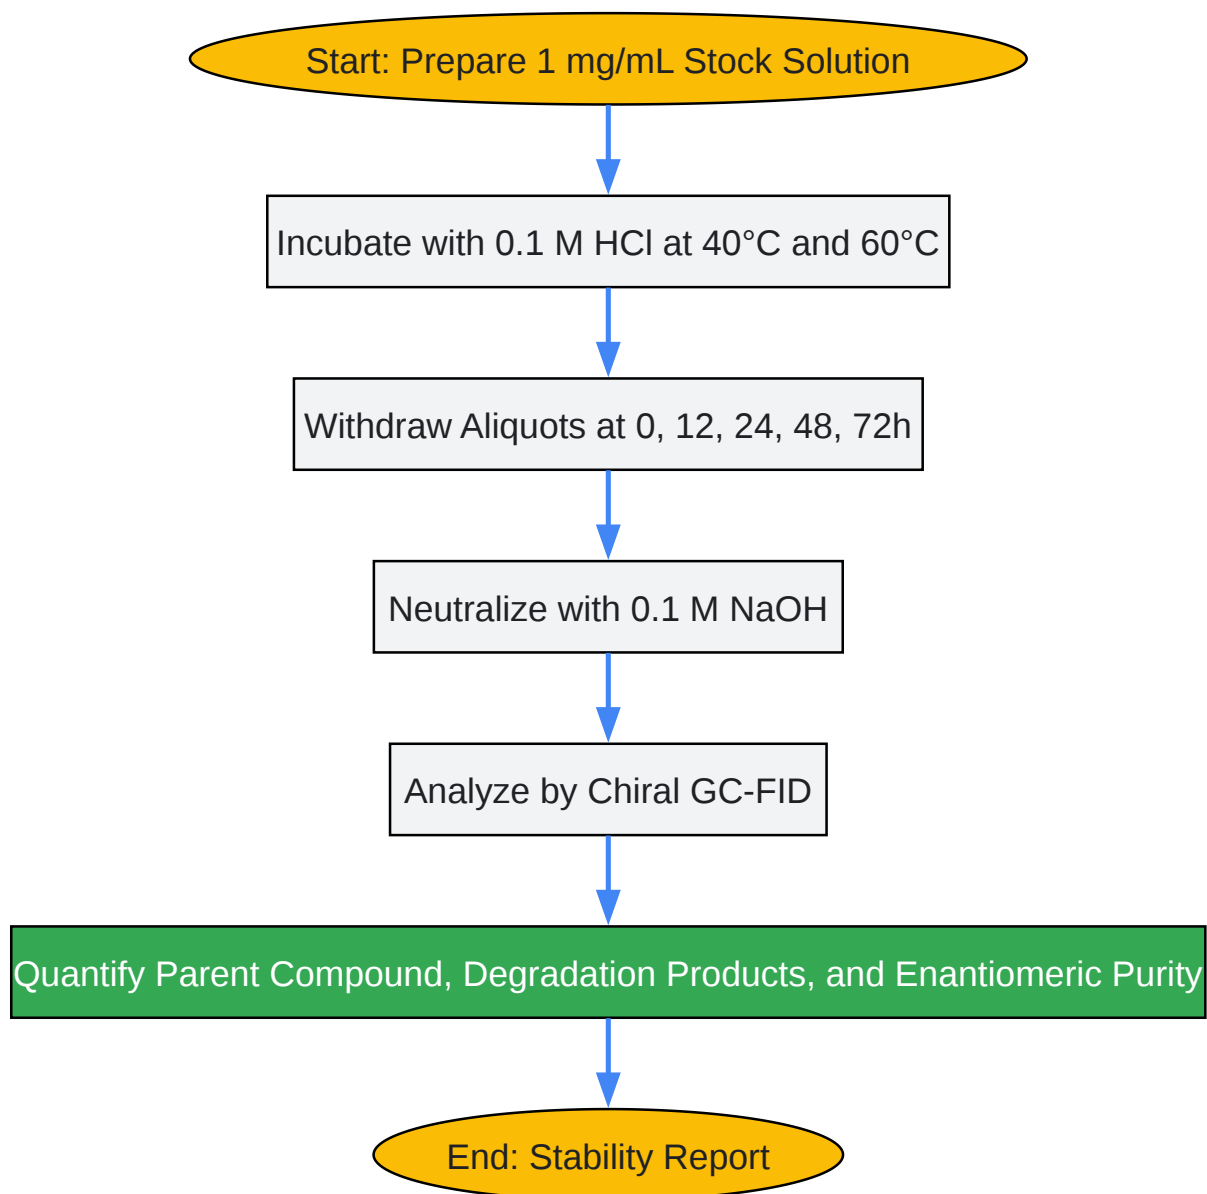 Start: Prepare 1 mg/mL Stock Solution
Incubate with 0.1 M HCl at 40°C and 60°C
Withdraw Aliquots at 0, 12, 24, 48, 72h
Neutralize with 0.1 M NaOH
Analyze by Chiral GC-FID
Quantify Parent Compound, Degradation Products, and Enantiomeric Purity
End: Stability Report